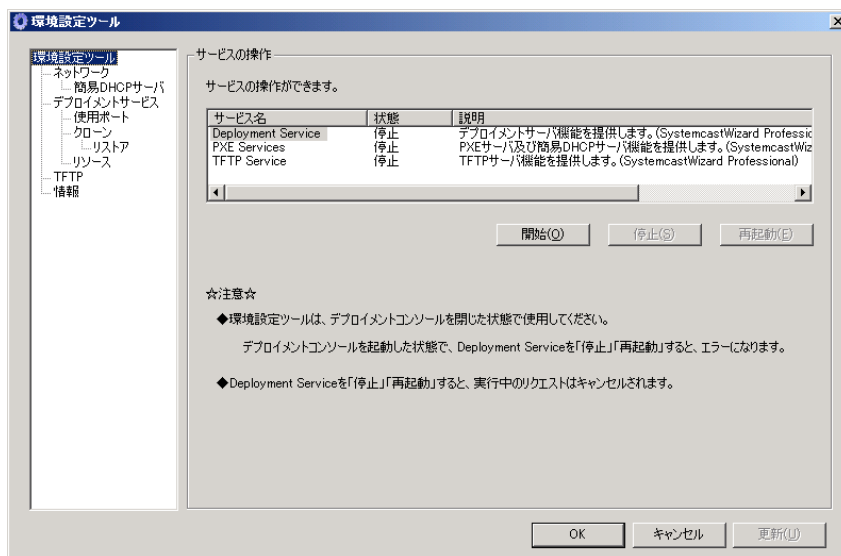 環境設定ツール
環境設定ツール
ネットワーク
簡易DHCPサーバ
デプロイメントサービス
使用ポート
クローン
リストア
リソース
TFTP
情報
サービスの操作
サービスの操作ができます。
サービス名 状態 説明
Deployment Service 停止 デプロイメントサーバ機能を提供します。(SystemcastWizard Professio
PXE Services 停止 PXEサーバ及び簡易DHCPサーバ機能を提供します。(SystemcastWiz
TFTP Service 停止 TFTPサーバ機能を提供します。(SystemcastWizard Professional)
開始(O) 停止(S) 再起動(E)
☆注意☆
◆環境設定ツールは、デプロイメントコンソールを閉じた状態で使用してください。
デプロイメントコンソールを起動した状態で、Deployment Serviceを「停止」「再起動」すると、エラーになります。
◆Deployment Serviceを「停止」「再起動」すると、実行中のリクエストはキャンセルされます。
OK キャンセル 更新(U)